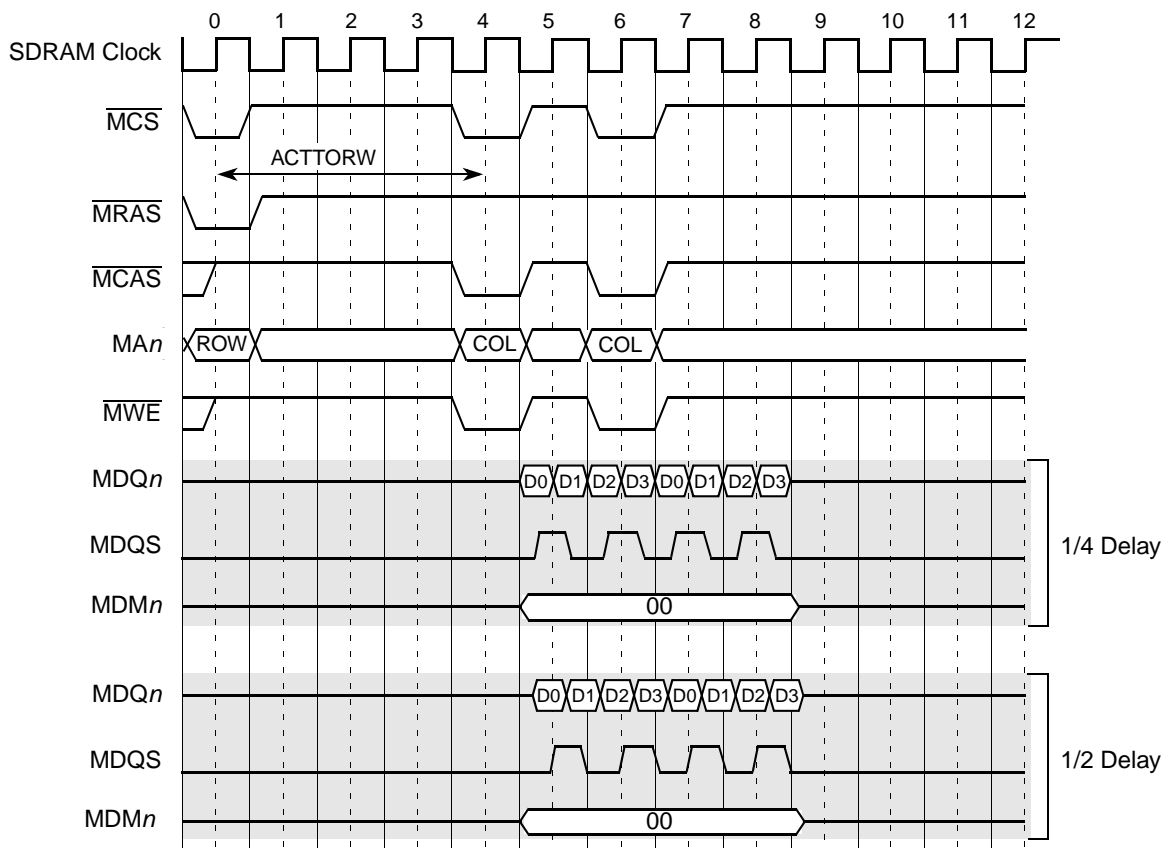 0 1 2 3 4 5 6 7 8 9 10 11 12
SDRAM Clock
MCS
ACTTORW
MRAS
MCAS
MAn ROW COL COL
MWE
MDQn D0 D1 D2 D3 D0 D1 D2 D3
MDQS
1/4 Delay
MDMn 00
MDQn D0 D1 D2 D3 D0 D1 D2 D3
MDQS
1/2 Delay
MDMn 00